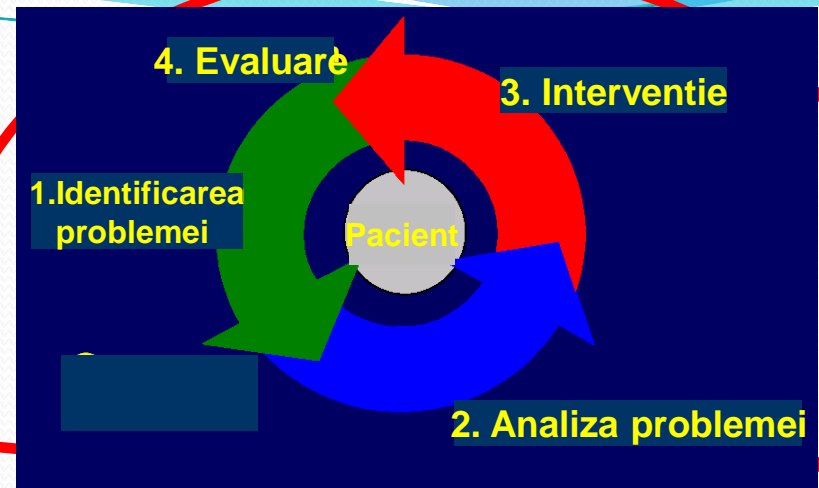 4. Evaluare
3. Interventie
1.Identificarea
problemei
Pacient
2. Analiza problemei